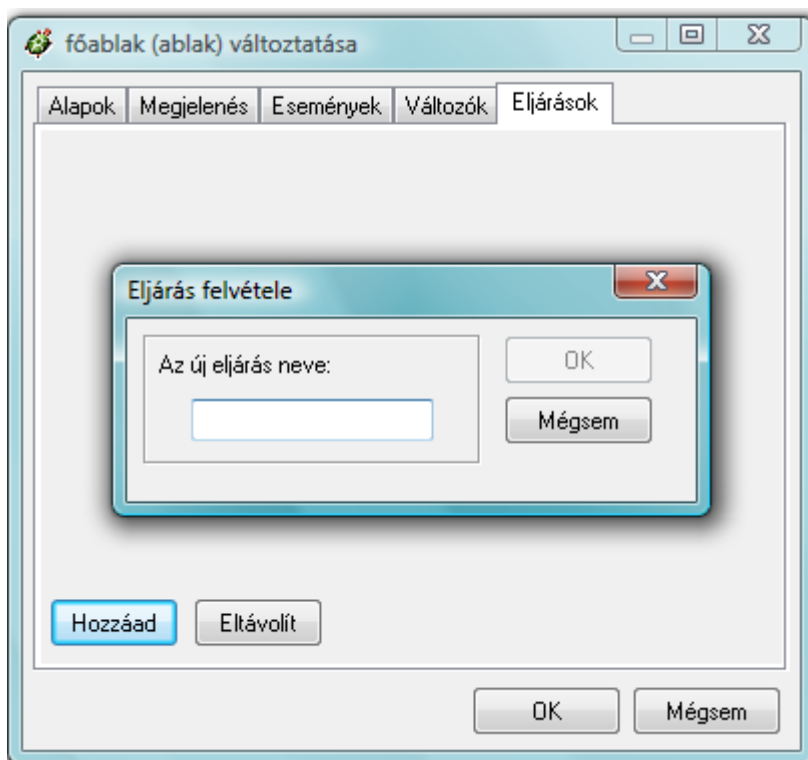 főablak (ablak) változtatása
Alapok Megjelenés Események Változók Eljárások
Eljárás felvétele
Az új eljárás neve:
OK
Mégsem
Hozzáad Eltávolít
OK Mégsem